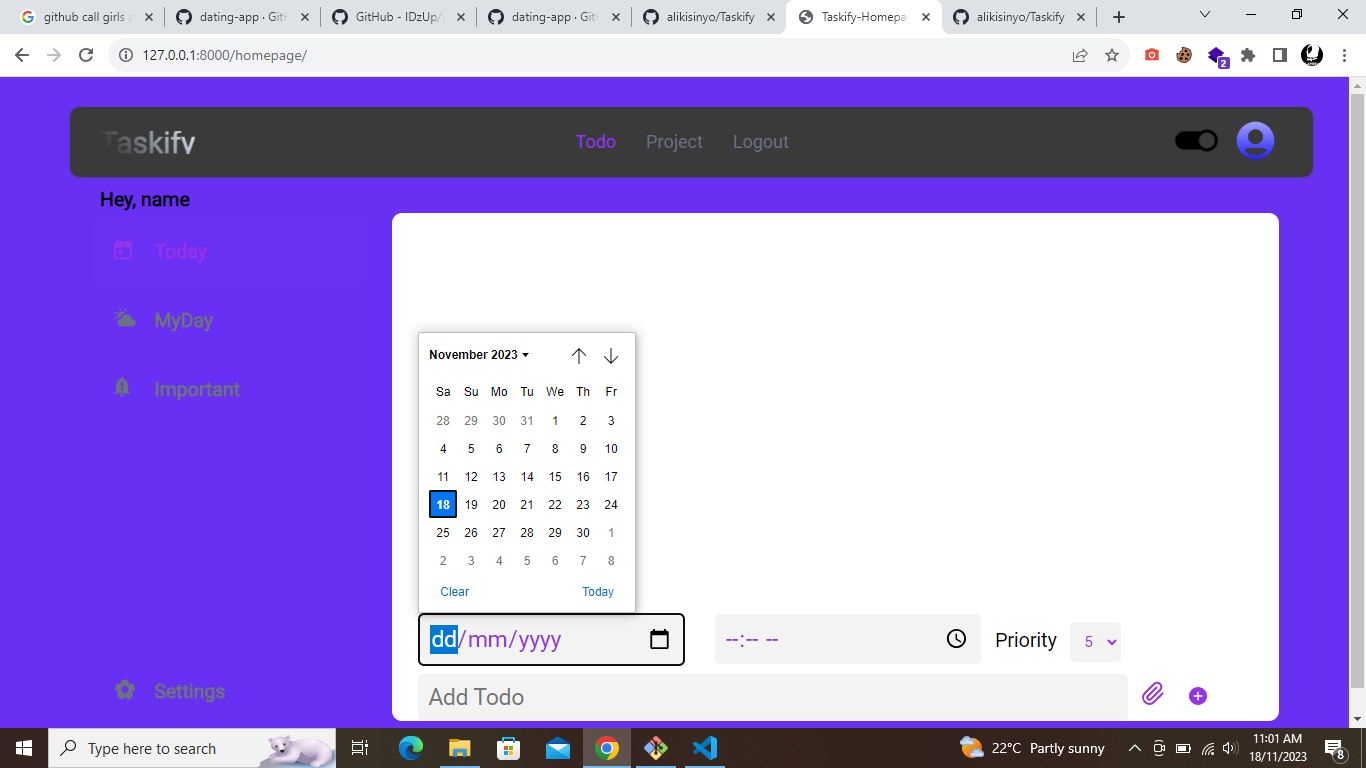 github call girls a
dating-app · Git
GitHub - IDzUp/
dating-app · Git
alikisinyo/Taskify
Taskify-Homepa
alikisinyo/Taskify
127.0.0.1:8000/homepage/
2
Taskify
Todo Project Logout
Hey, name
Today
MyDay
Important
Settings
November 2023
Sa Su Mo Tu We Th Fr
28 29 30 31 1 2 3
4 5 6 7 8 9 10
11 12 13 14 15 16 17
18 19 20 21 22 23 24
25 26 27 28 29 30 1
2 3 4 5 6 7 8
Clear Today
dd/mm/yyyy --:-- -- Priority 5
Add Todo
Type here to search
22°C Partly sunny
11:01 AM
18/11/2023
8